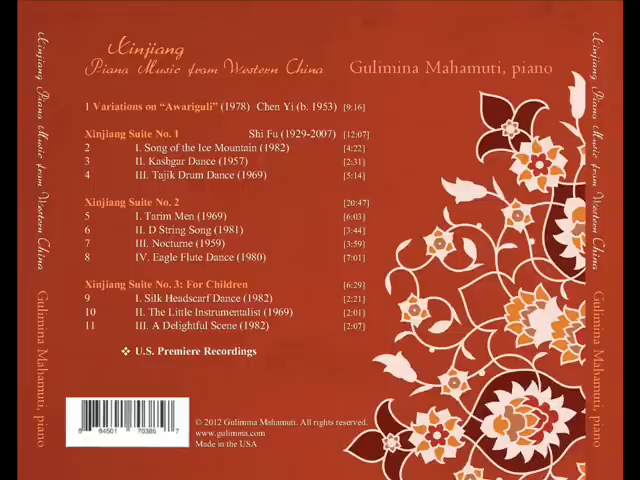 Xinjiang
Piano Music from Western China
Gulimina Mahamuti, piano
1 Variations on "Awariguli" (1978) Chen Yi (b. 1953) [9:16]
Xinjiang Suite No. 1 Shi Fu (1929-2007) [12:07]
2 I. Song of the Ice Mountain (1982) [4:22]
3 II. Kashgar Dance (1957) [2:31]
4 III. Tajik Drum Dance (1969) [5:14]
Xinjiang Suite No. 2 [20:47]
5 I. Tarim Men (1969) [6:03]
6 II. D String Song (1981) [3:44]
7 III. Nocturne (1959) [3:59]
8 IV. Eagle Flute Dance (1980) [7:01]
Xinjiang Suite No. 3: For Children [6:29]
9 I. Silk Headscarf Dance (1982) [2:21]
10 II. The Little Instrumentalist (1969) [2:01]
11 III. A Delightful Scene (1982) [2:07]
❖ U.S. Premiere Recordings
8 84501 70385 7
© 2012 Gulimina Mahamuti. All rights reserved.
www.gulimina.com
Made in the USA
Xinjiang Piano Music from Western China
Gulimina Mahamuti, piano
Xinjiang Piano Music from Western China
Gulimina Mahamuti, piano